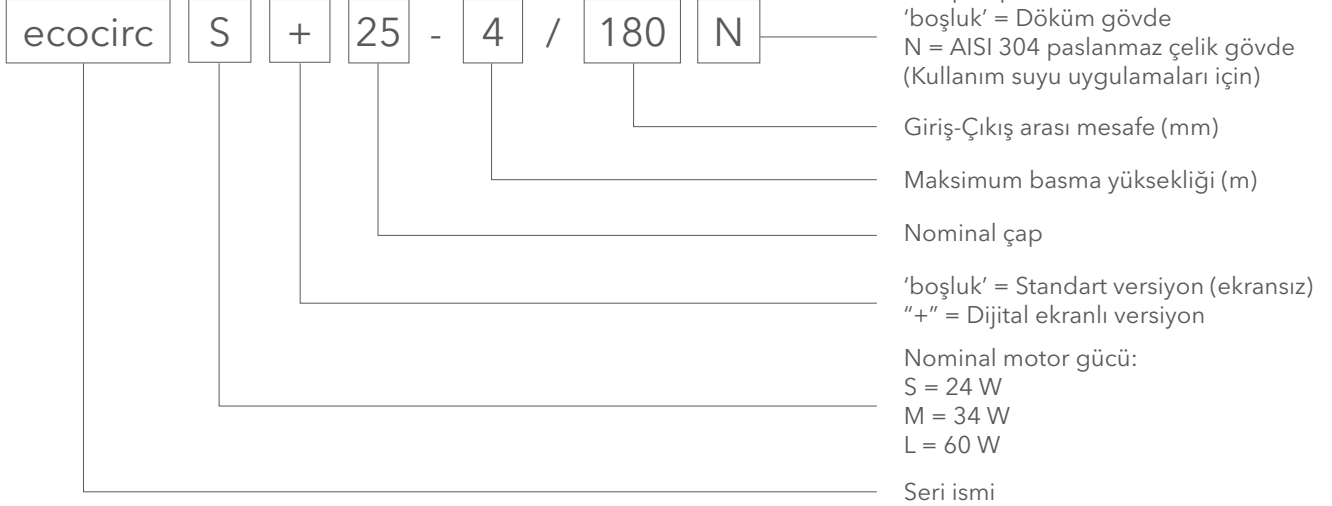 ecocirc S + 25 - 4 / 180 N
'boşluk' = Döküm gövde
N = AISI 304 paslanmaz çelik gövde
(Kullanım suyu uygulamaları için)
Giriş-Çıkış arası mesafe (mm)
Maksimum basma yüksekliği (m)
Nominal çap
'boşluk' = Standart versiyon (ekransız)
"+" = Dijital ekranlı versiyon
Nominal motor gücü:
S = 24 W
M = 34 W
L = 60 W
Seri ismi